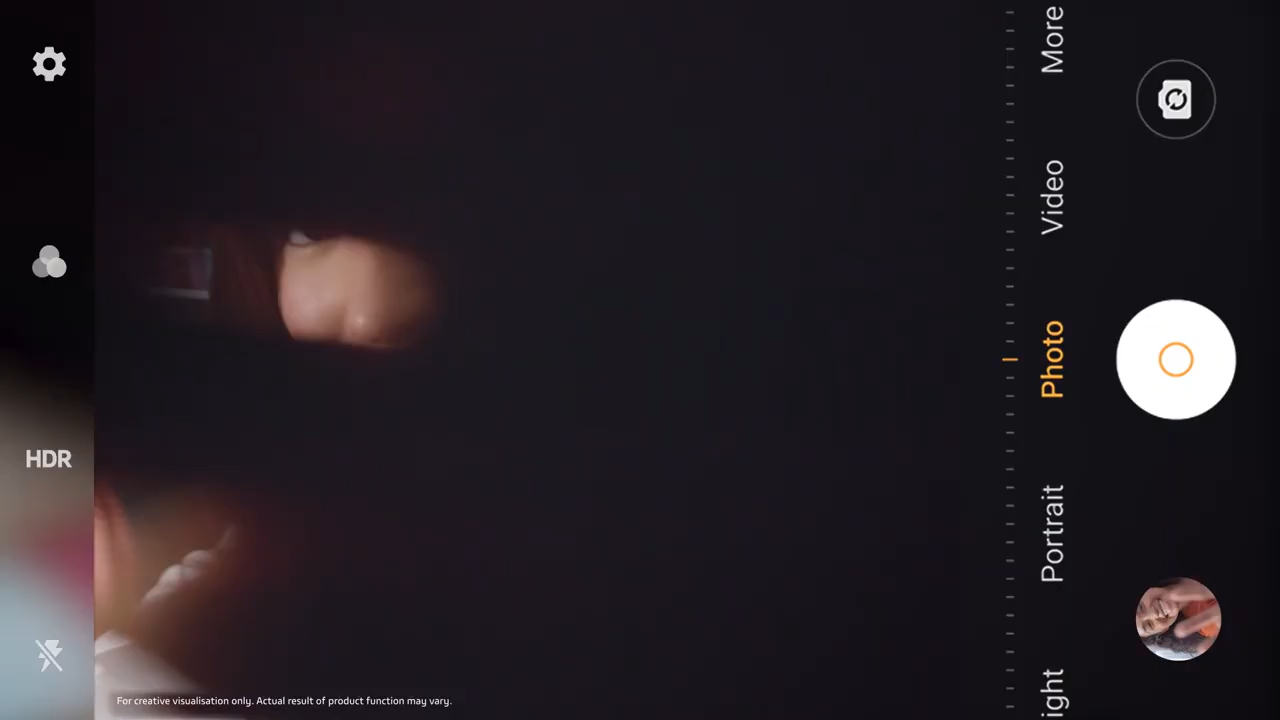 More
Video
Photo
Portrait
ight
HDR
For creative visualisation only. Actual result of product function may vary.